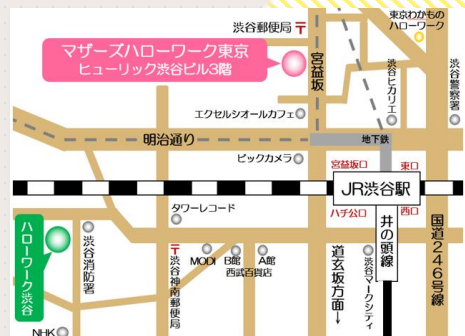 渋谷郵便局〒
東京わかもの
ハローワーク
マザーズハローワーク東京
ヒューリック渋谷ビル3階
宮益坂
渋谷ヒカリエ
渋谷警察署
エクセルシオールカフェ
明治通り
地下鉄
ビックカメラ
宮益坂口
東口
JR渋谷駅
ハチ公口
西口
タワーレコード
ハローワーク渋谷
渋谷消防署
〒渋谷神南郵便局
MODI
B館
A館
西武百貨店
道玄坂方面→
渋谷マークシティ
井の頭線
国道246号線
NHK